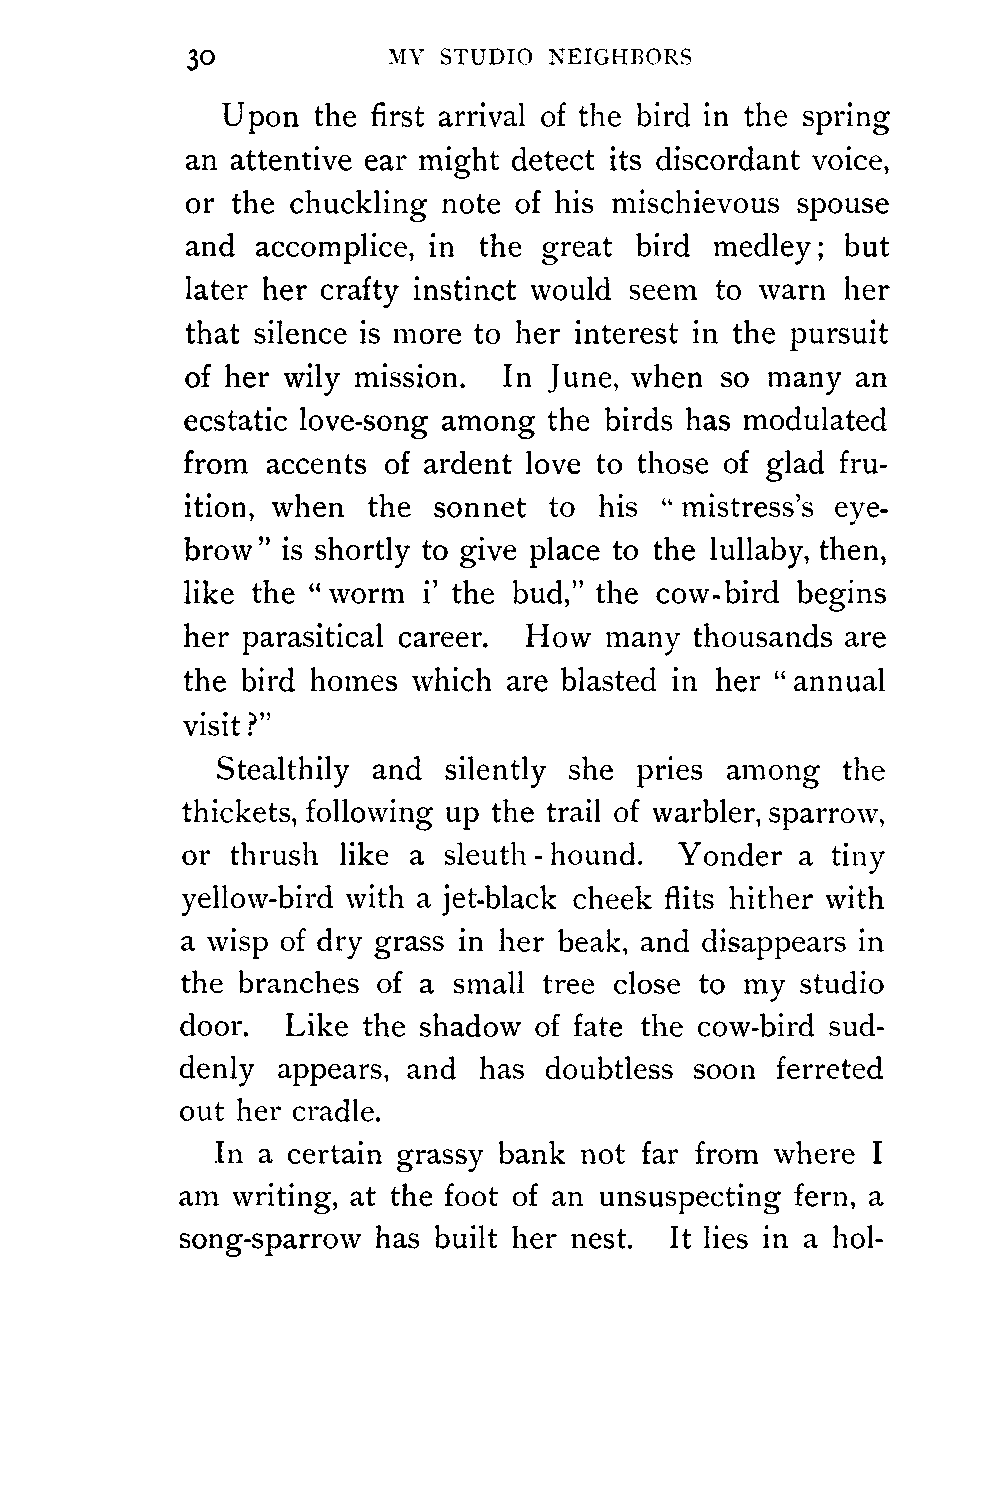 30 MY STUDIO NEIGHBORS
Upon the first arrival of the bird in the spring
an attentive ear might detect its discordant voice,
or the chuckling note of his mischievous spouse
and accomplice, in the great bird medley; but
later her crafty instinct would seem to warn her
that silence is more to her interest in the pursuit
of her wily mission. In June, when so many an
ecstatic love-song among the birds has modulated
from accents of ardent love to those of glad fru-
ition, when the sonnet to his “mistress’s eye-
brow” is shortly to give place to the lullaby, then,
like the “worm i’ the bud,” the cow-bird begins
her parasitical career. How many thousands are
the bird homes which are blasted in her “annual
visit?”
Stealthily and silently she pries among the
thickets, following up the trail of warbler, sparrow,
or thrush like a sleuth-hound. Yonder a tiny
yellow-bird with a jet-black cheek flits hither with
a wisp of dry grass in her beak, and disappears in
the branches of a small tree close to my studio
door. Like the shadow of fate the cow-bird sud-
denly appears, and has doubtless soon ferreted
out her cradle.
In a certain grassy bank not far from where I
am writing, at the foot of an unsuspecting fern, a
song-sparrow has built her nest. It lies in a hol-